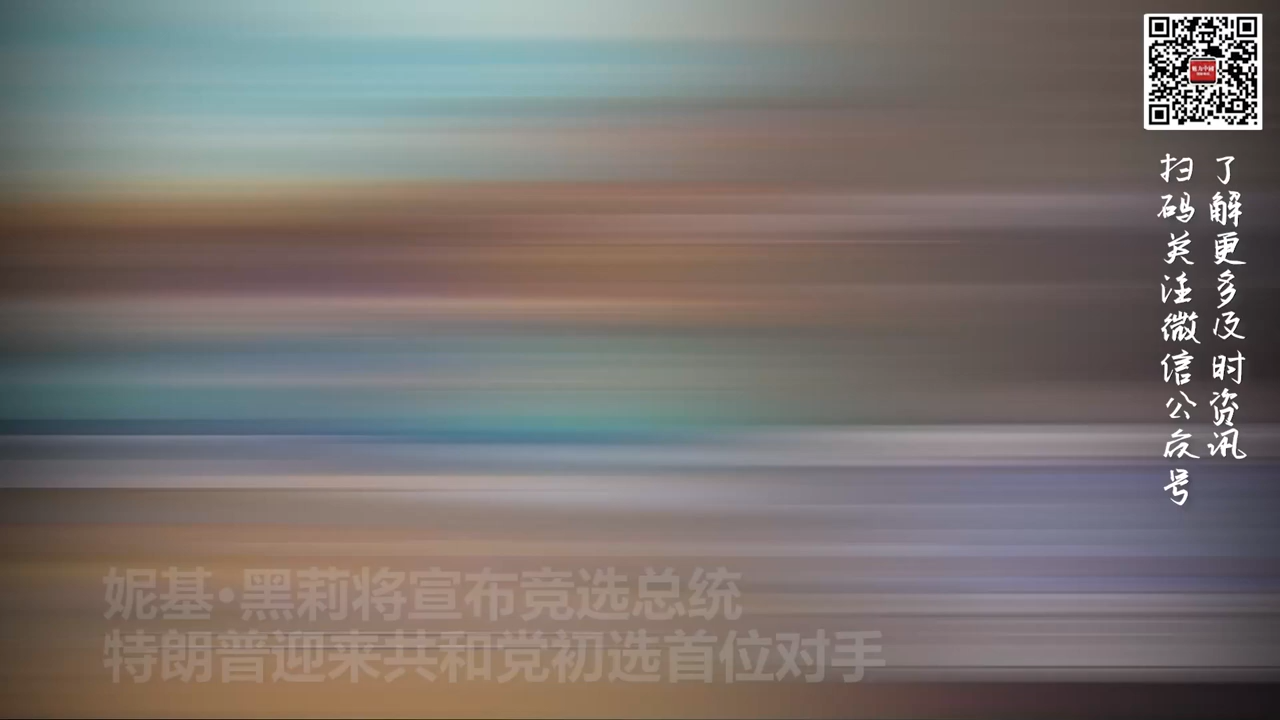 了解更多及时资讯
扫码关注微信公众号
妮基·黑莉将宣布竞选总统
特朗普迎来共和党初选首位对手